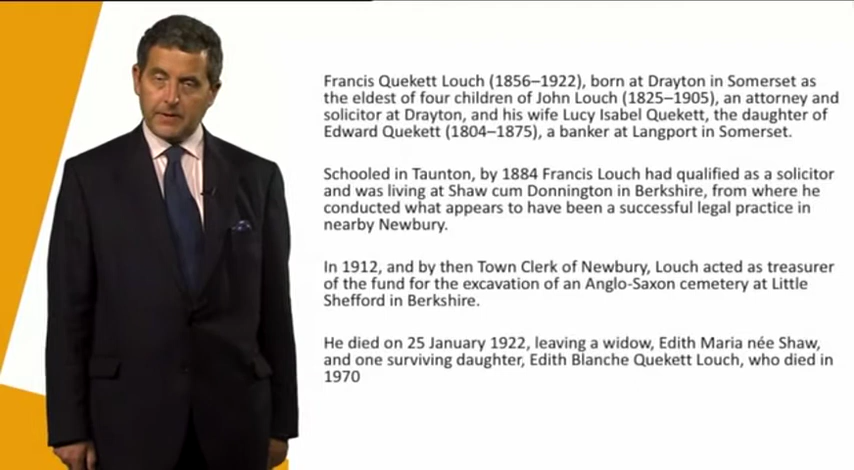 Francis Quekett Louch (1856–1922), born at Drayton in Somerset as
the eldest of four children of John Louch (1825–1905), an attorney and
solicitor at Drayton, and his wife Lucy Isabel Quekett, the daughter of
Edward Quekett (1804–1875), a banker at Langport in Somerset.
Schooled in Taunton, by 1884 Francis Louch had qualified as a solicitor
and was living at Shaw cum Donnington in Berkshire, from where he
conducted what appears to have been a successful legal practice in
nearby Newbury.
In 1912, and by then Town Clerk of Newbury, Louch acted as treasurer
of the fund for the excavation of an Anglo-Saxon cemetery at Little
Shefford in Berkshire.
He died on 25 January 1922, leaving a widow, Edith Maria née Shaw,
and one surviving daughter, Edith Blanche Quekett Louch, who died in
1970